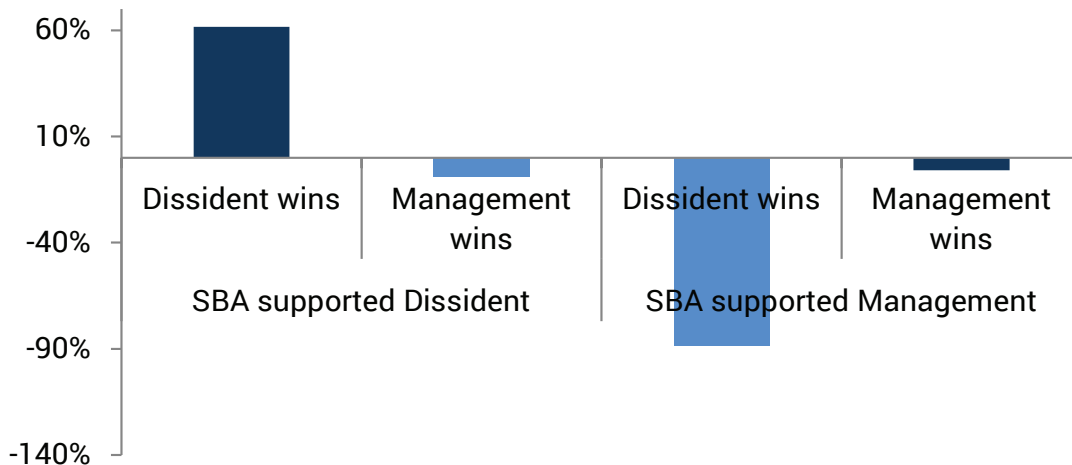 60%
10%
Dissident wins
Management
wins
Dissident wins
Management
wins
-40%
SBA supported Dissident
SBA supported Management
-90%
-140%